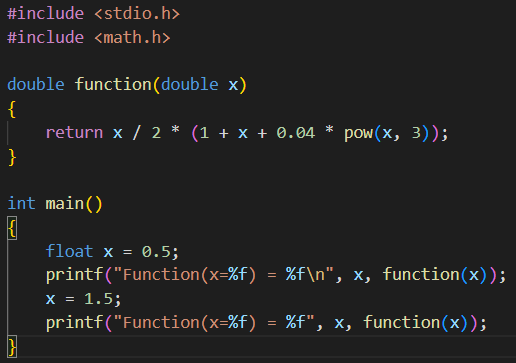 #include <stdio.h>
#include <math.h>

double function(double x)
{
    return x / 2 * (1 + x + 0.04 * pow(x, 3));
}

int main()
{
    float x = 0.5;
    printf("Function(x=%f) = %f\n", x, function(x));
    x = 1.5;
    printf("Function(x=%f) = %f", x, function(x));
}